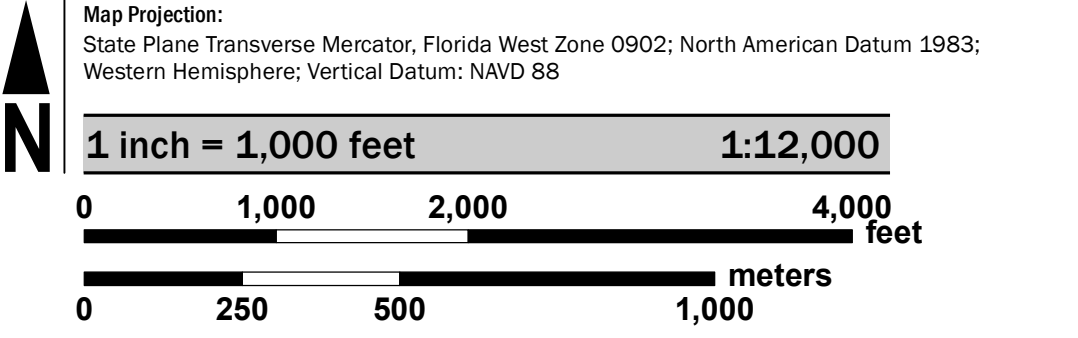 N
Map Projection:
State Plane Transverse Mercator, Florida West Zone 0902; North American Datum 1983;
Western Hemisphere; Vertical Datum: NAVD 88
1 inch = 1,000 feet 1:12,000
0 1,000 2,000 4,000
feet
meters
0 250 500 1,000